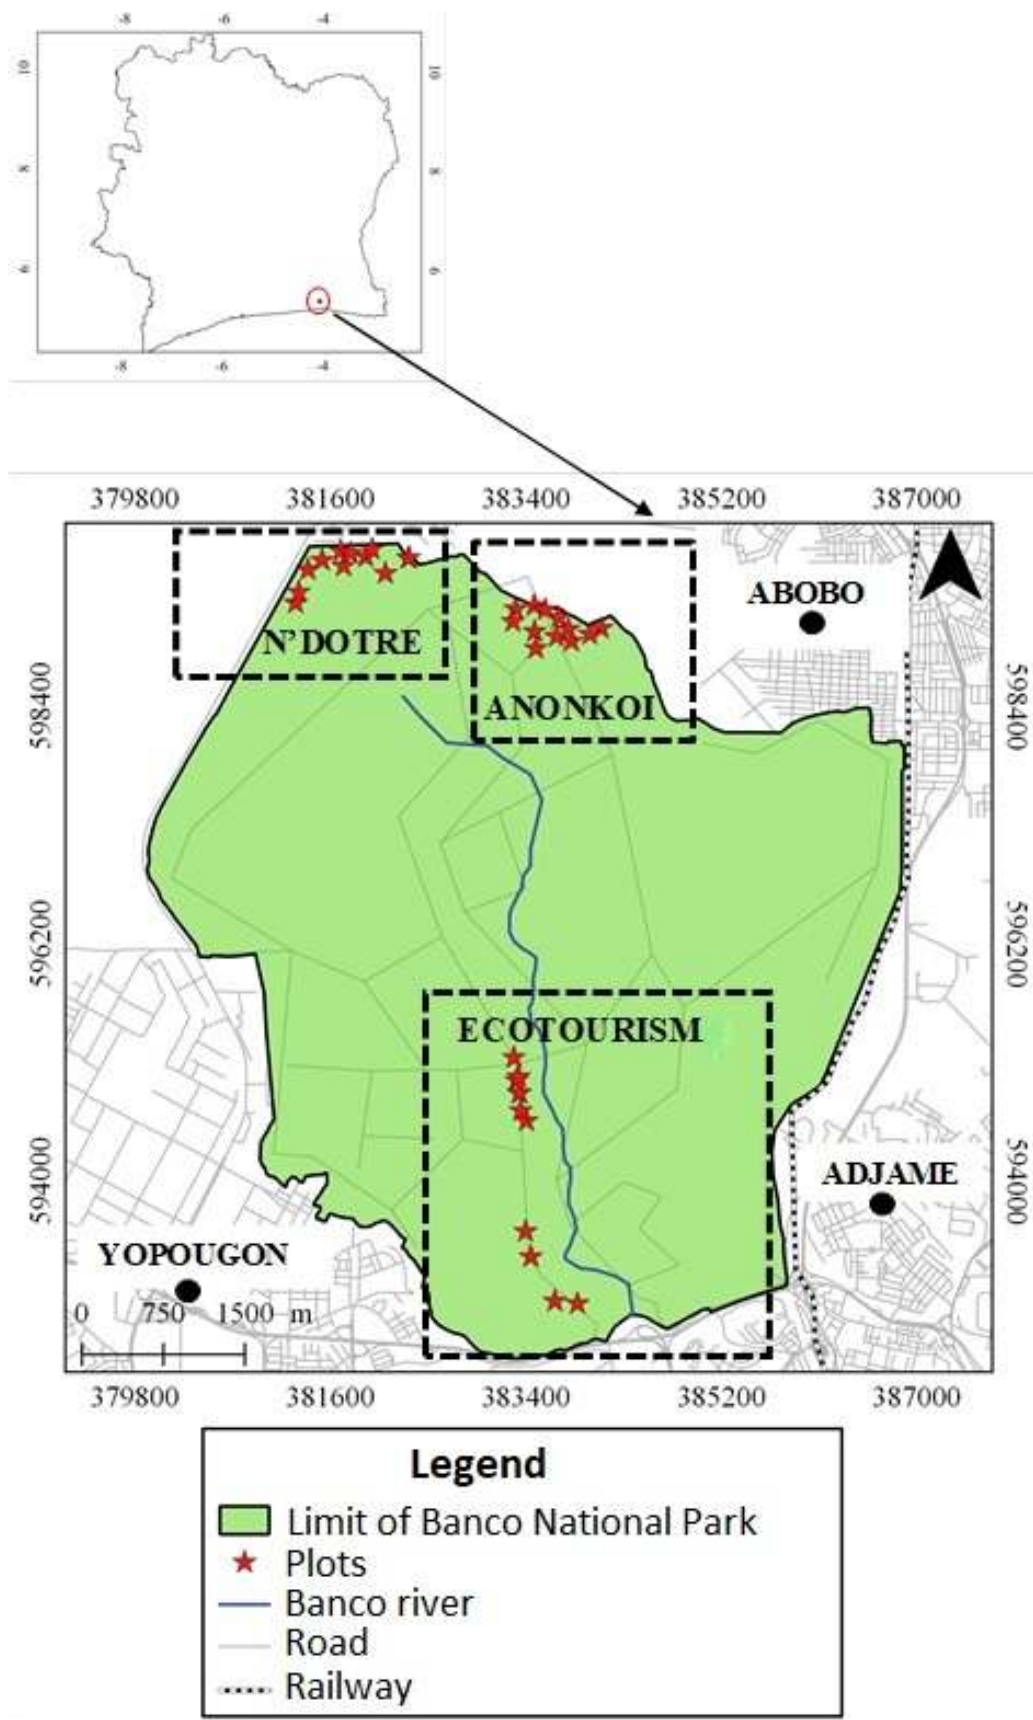 -8 -6 -4
10 10
8 8
6 6
-8 -6 -4
379800 381600 383400 385200 387000
ABOBO
N'DOTRE
ANONKOI
598400 598400
596200 596200
ECOTOURISM
594000 594000
ADJAME
YOPOUGON
0 750 1500 m
379800 381600 383400 385200 387000
Legend
Limit of Banco National Park
Plots
Banco river
Road
Railway